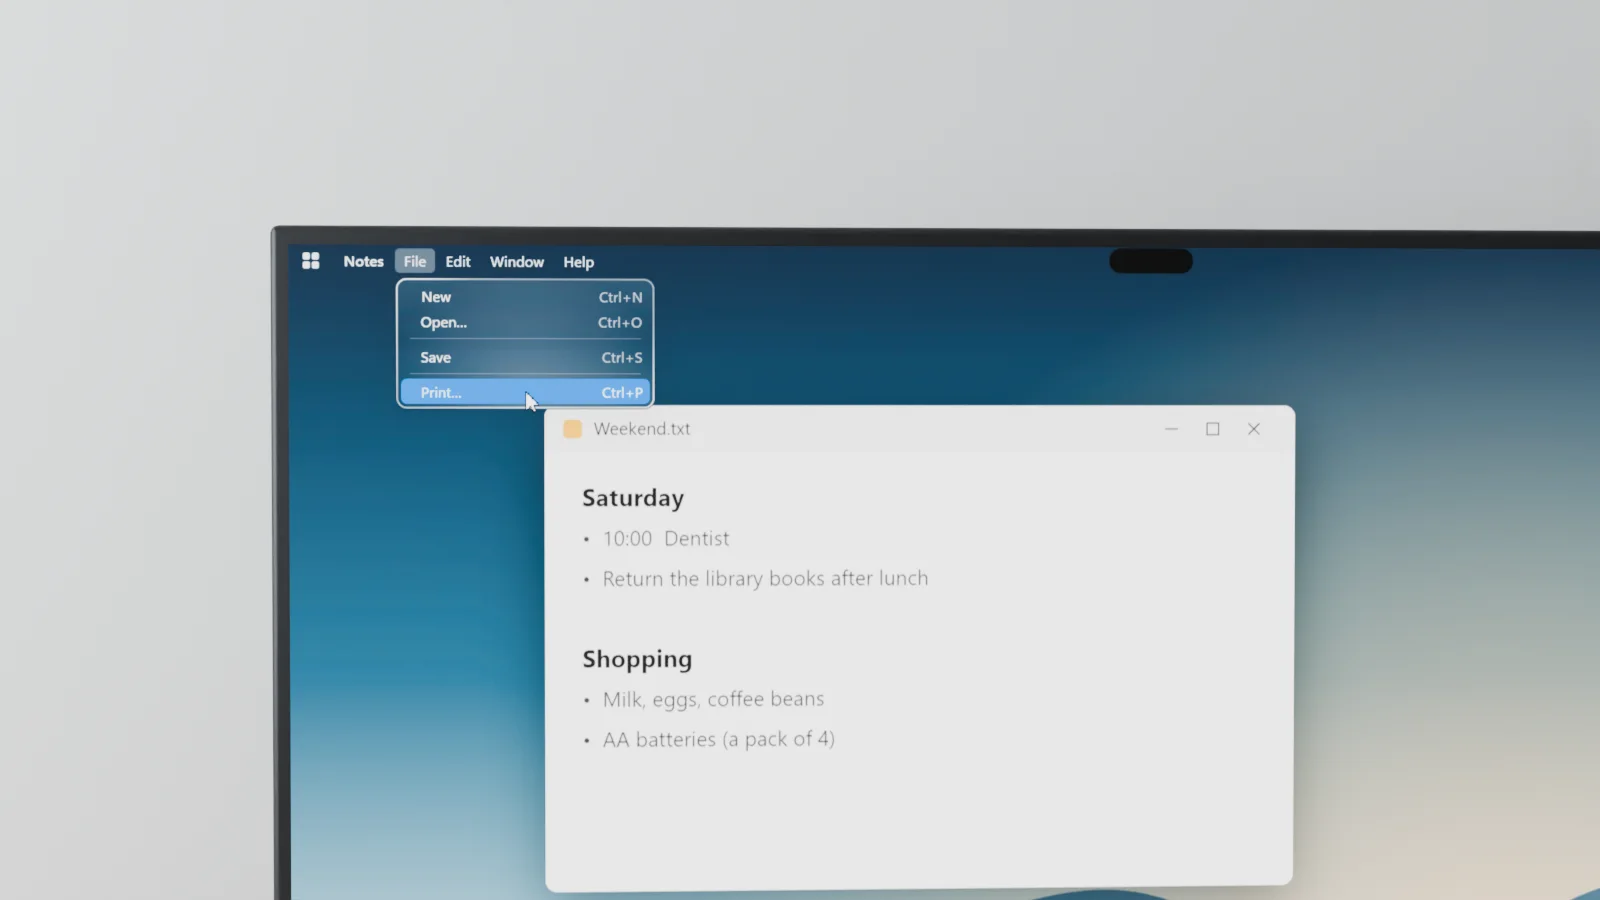 Notes File Edit Window Help
New Ctrl+N
Open... Ctrl+O
Save Ctrl+S
Print... Ctrl+P
Weekend.txt
Saturday
• 10:00 Dentist
• Return the library books after lunch
Shopping
• Milk, eggs, coffee beans
• AA batteries (a pack of 4)